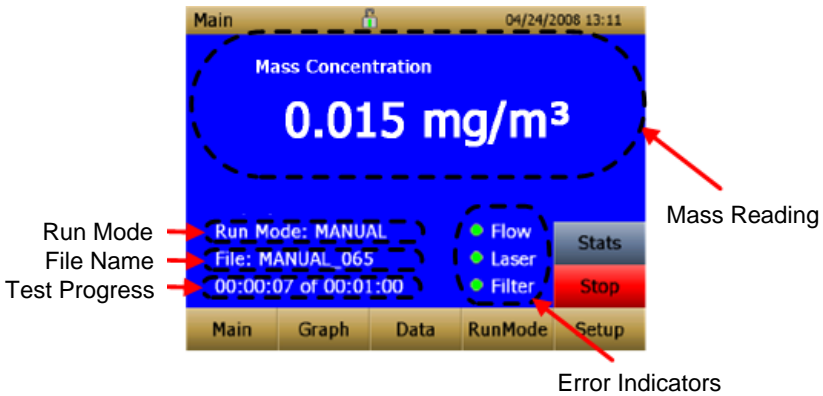 Main 04/24/2008 13:11
Mass Concentration
0.015 mg/m³
Mass Reading
Run Mode
Run Mode: MANUAL
Flow
Stats
File Name
File: MANUAL_065
Laser
Test Progress
00:00:07 of 00:01:00
Filter
Stop
Main Graph Data RunMode Setup
Error Indicators